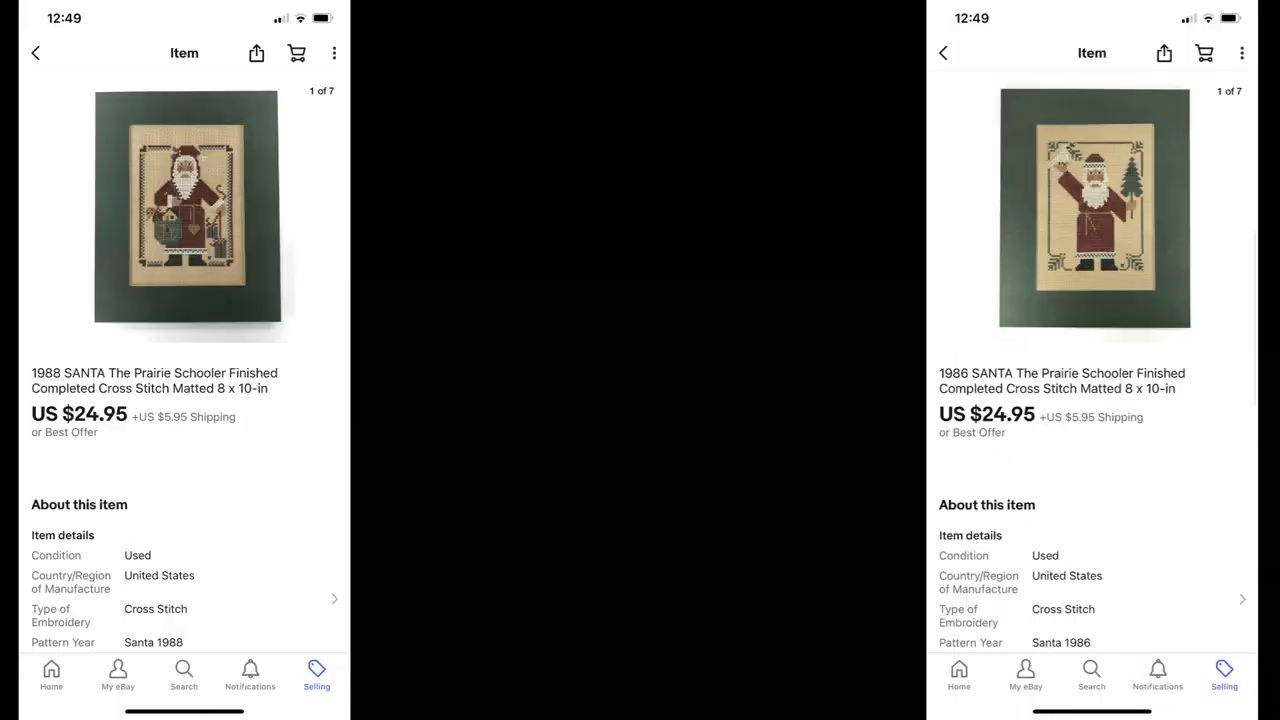 12:49
Item
1 of 7
1988 SANTA The Prairie Schooler Finished
Completed Cross Stitch Matted 8 x 10-in
US $24.95 +US $5.95 Shipping
or Best Offer
About this item
Item details
Condition Used
Country/Region United States
of Manufacture
Type of Cross Stitch
Embroidery
Pattern Year Santa 1988
Home My eBay Search Notifications Selling
12:49
Item
1 of 7
1986 SANTA The Prairie Schooler Finished
Completed Cross Stitch Matted 8 x 10-in
US $24.95 +US $5.95 Shipping
or Best Offer
About this item
Item details
Condition Used
Country/Region United States
of Manufacture
Type of Cross Stitch
Embroidery
Pattern Year Santa 1986
Home My eBay Search Notifications Selling